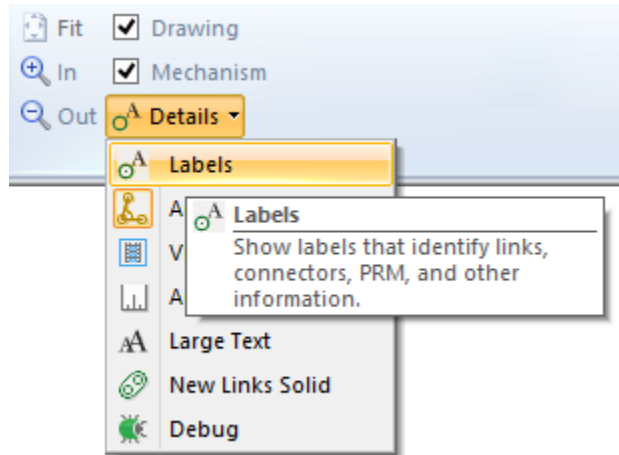 Fit Drawing
In Mechanism
Out A Details
A Labels
A A Labels
Show labels that identify links,
V connectors, PRM, and other
A information.
AA Large Text
New Links Solid
Debug